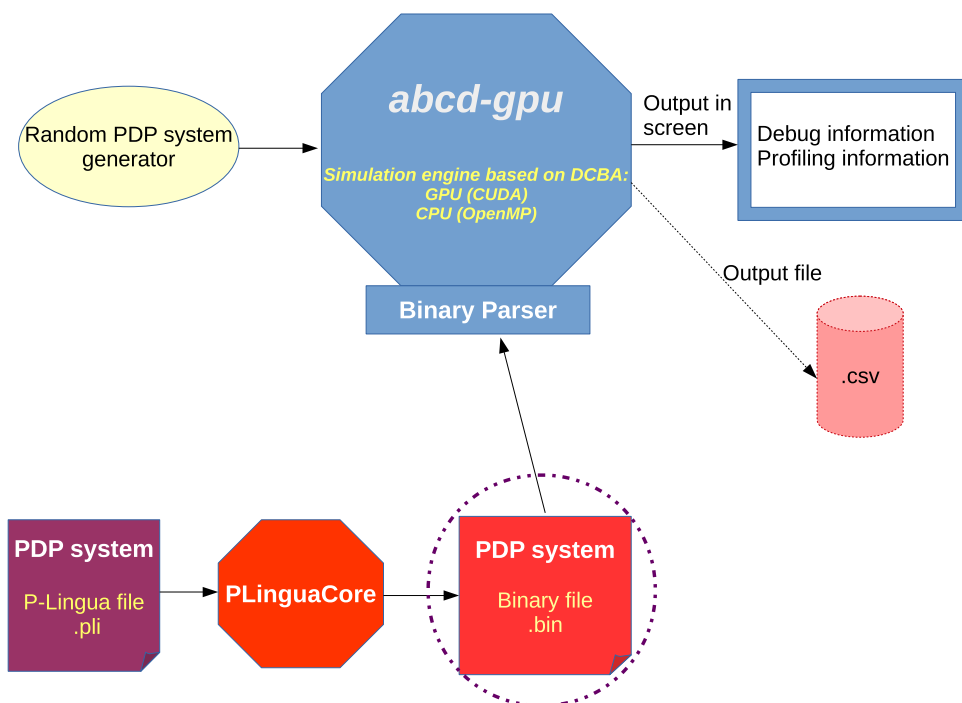 abcd-gpu
Simulation engine based on DCBA:
GPU (CUDA)
CPU (OpenMP)
Binary Parser
Random PDP system
generator
Output in
screen
Debug information
Profiling information
Output file
.csv
PDP system
P-Lingua file
.pli
PLinguaCore
PDP system
Binary file
.bin